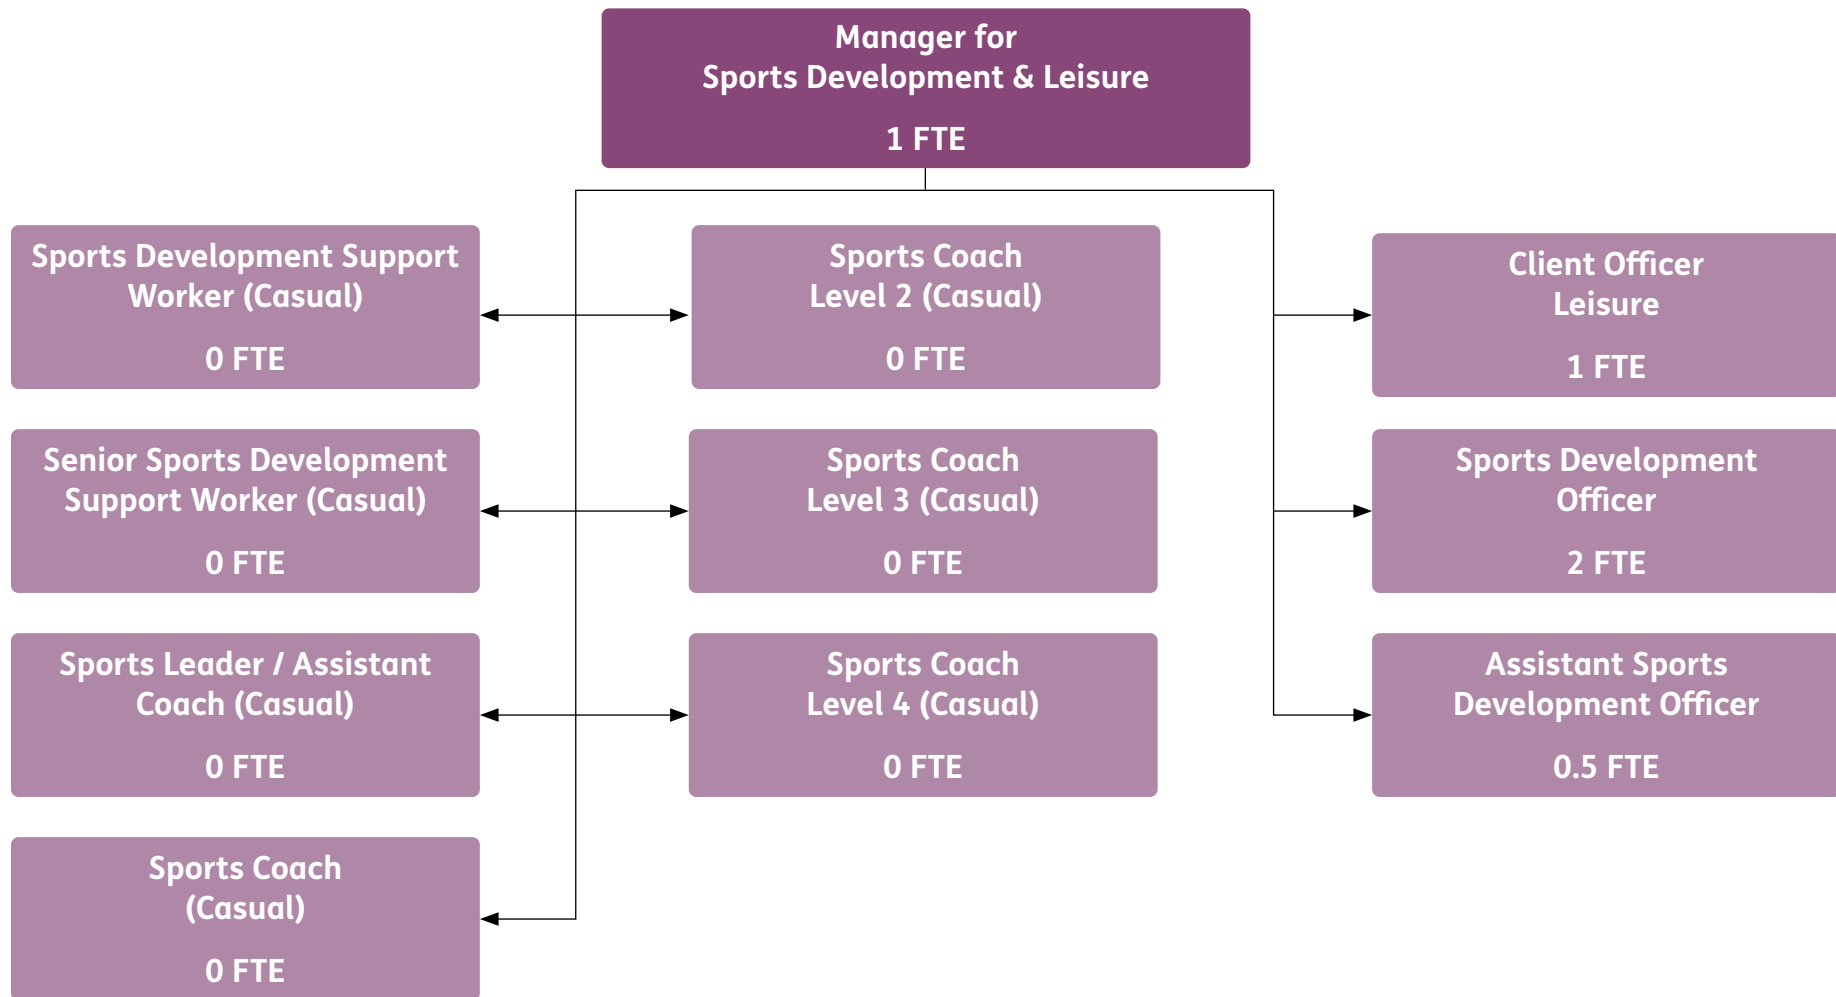 Manager for
Sports Development & Leisure
1 FTE
Sports Development Support
Worker (Casual)
0 FTE
Sports Coach
Level 2 (Casual)
0 FTE
Client Officer
Leisure
1 FTE
Senior Sports Development
Support Worker (Casual)
0 FTE
Sports Coach
Level 3 (Casual)
0 FTE
Sports Development
Officer
2 FTE
Sports Leader / Assistant
Coach (Casual)
0 FTE
Sports Coach
Level 4 (Casual)
0 FTE
Assistant Sports
Development Officer
0.5 FTE
Sports Coach
(Casual)
0 FTE